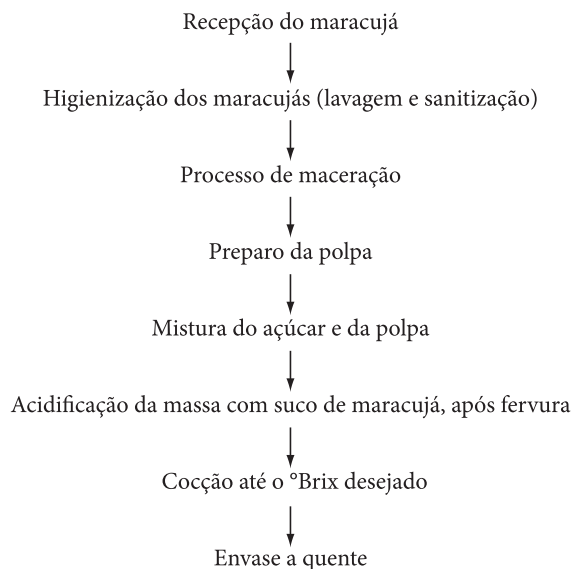 Recepção do maracujá
Higienização dos maracujás (lavagem e sanitização)
Processo de maceração
Preparo da polpa
Mistura do açúcar e da polpa
Acidificação da massa com suco de maracujá, após fervura
Cocção até o °Brix desejado
Envase a quente